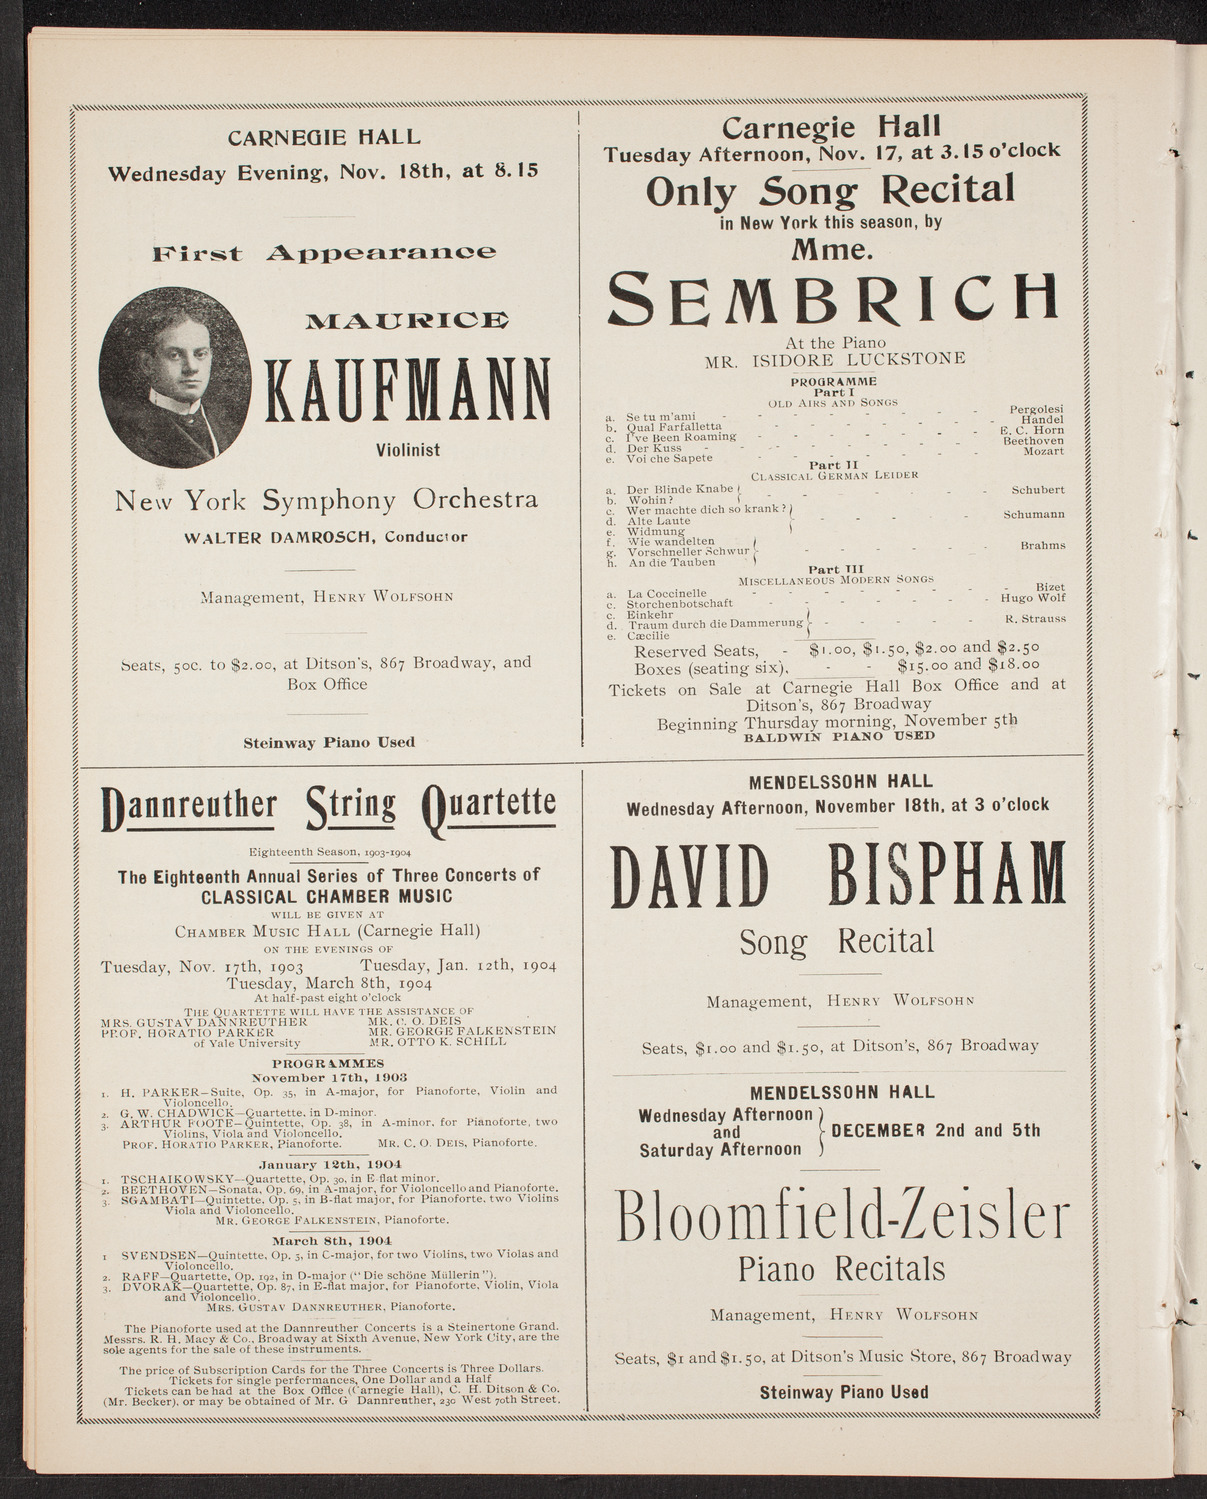 CARNEGIE HALL
Wednesday Evening, Nov. 18th, at 8.15
First Appearance
MAURICE
KAUFMANN
Violinist
New York Symphony Orchestra
WALTER DAMROSCH, Conductor
Management, HENRY WOLFSOHN
Seats, 50c. to $2.00, at Ditson's, 867 Broadway, and
Box Office
Steinway Piano Used
Carnegie Hall
Tuesday Afternoon, Nov. 17, at 3.15 o'clock
Only Song Recital
in New York this season, by
Mme.
SEMBRICH
At the Piano
MR. ISIDORE LUCKSTONE
PROGRAMME
Part I
OLD AIRS AND SONGS
a. Se tu m'ami - - - - - - - Pergolesi
b. Qual Farfalletta - - - - - - - Handel
c. I've Been Roaming - - - - - - E. C. Horn
d. Der Kuss - - - - - - - Beethoven
e. Voi che Sapete - - - - - - Mozart
Part II
CLASSICAL GERMAN LEIDER
a. Der Blinde Knabe
b. Wohin? - - - - - - Schubert
c. Wer machte dich so krank?
d. Alte Laute - - - - - Schumann
e. Widmung
f. Wie wandelten
g. Vorschneller Schwur - - - - - Brahms
h. An die Tauben
Part III
MISCELLANEOUS MODERN SONGS
a. La Coccinelle - - - - - - - Bizet
c. Storchenbotschaft - - - - - - Hugo Wolf
c. Einkehr
d. Traum durch die Dammerung - - - - - R. Strauss
e. Cæcilie
Reserved Seats, - $1.00, $1.50, $2.00 and $2.50
Boxes (seating six), - - $15.00 and $18.00
Tickets on Sale at Carnegie Hall Box Office and at
Ditson's, 867 Broadway
Beginning Thursday morning, November 5th
BALDWIN PIANO USED
Dannreuther String Quartette
Eighteenth Season, 1903-1904
The Eighteenth Annual Series of Three Concerts of
CLASSICAL CHAMBER MUSIC
WILL BE GIVEN AT
CHAMBER MUSIC HALL (Carnegie Hall)
ON THE EVENINGS OF
Tuesday, Nov. 17th, 1903 Tuesday, Jan. 12th, 1904
Tuesday, March 8th, 1904
At half-past eight o'clock
THE QUARTETTE WILL HAVE THE ASSISTANCE OF
MRS. GUSTAV DANNREUTHER MR. C. O. DEIS
PROF. HORATIO PARKER MR. GEORGE FALKENSTEIN
of Yale University MR. OTTO K. SCHILL
PROGRAMMES
November 17th, 1903
1. H. PARKER—Suite, Op. 35, in A-major, for Pianoforte, Violin and
Violoncello.
2. G. W. CHADWICK—Quartette, in D-minor.
3. ARTHUR FOOTE—Quintette, Op. 38, in A-minor, for Pianoforte, two
Violins, Viola and Violoncello.
PROF. HORATIO PARKER, Pianoforte. MR. C. O. DEIS, Pianoforte.
January 12th, 1904
1. TSCHAIKOWSKY—Quartette, Op. 30, in E-flat minor.
2. BEETHOVEN—Sonata, Op. 69, in A-major, for Violoncello and Pianoforte.
3. SGAMBATI—Quintette, Op. 5, in B-flat major, for Pianoforte, two Violins
Viola and Violoncello.
MR. GEORGE FALKENSTEIN, Pianoforte.
March 8th, 1904
1 SVENDSEN—Quintette, Op. 5, in C-major, for two Violins, two Violas and
Violoncello.
2. RAFF—Quartette, Op. 192, in D-major ("Die schöne Müllerin").
3. DVORAK—Quartette, Op. 87, in E-flat major, for Pianoforte, Violin, Viola
and Violoncello.
MRS. GUSTAV DANNREUTHER, Pianoforte.
The Pianoforte used at the Dannreuther Concerts is a Steinertone Grand.
Messrs. R. H. Macy & Co., Broadway at Sixth Avenue, New York City, are the
sole agents for the sale of these instruments.
The price of Subscription Cards for the Three Concerts is Three Dollars.
Tickets for single performances, One Dollar and a Half
Tickets can be had at the Box Office (Carnegie Hall), C. H. Ditson & Co.
(Mr. Becker), or may be obtained of Mr. G Dannreuther, 230 West 70th Street.
MENDELSSOHN HALL
Wednesday Afternoon, November 18th, at 3 o'clock
DAVID BISPHAM
Song Recital
Management, HENRY WOLFSOHN
Seats, $1.00 and $1.50, at Ditson's, 867 Broadway
MENDELSSOHN HALL
Wednesday Afternoon
and DECEMBER 2nd and 5th
Saturday Afternoon
Bloomfield-Zeisler
Piano Recitals
Management, HENRY WOLFSOHN
Seats, $1 and $1.50, at Ditson's Music Store, 867 Broadway
Steinway Piano Used